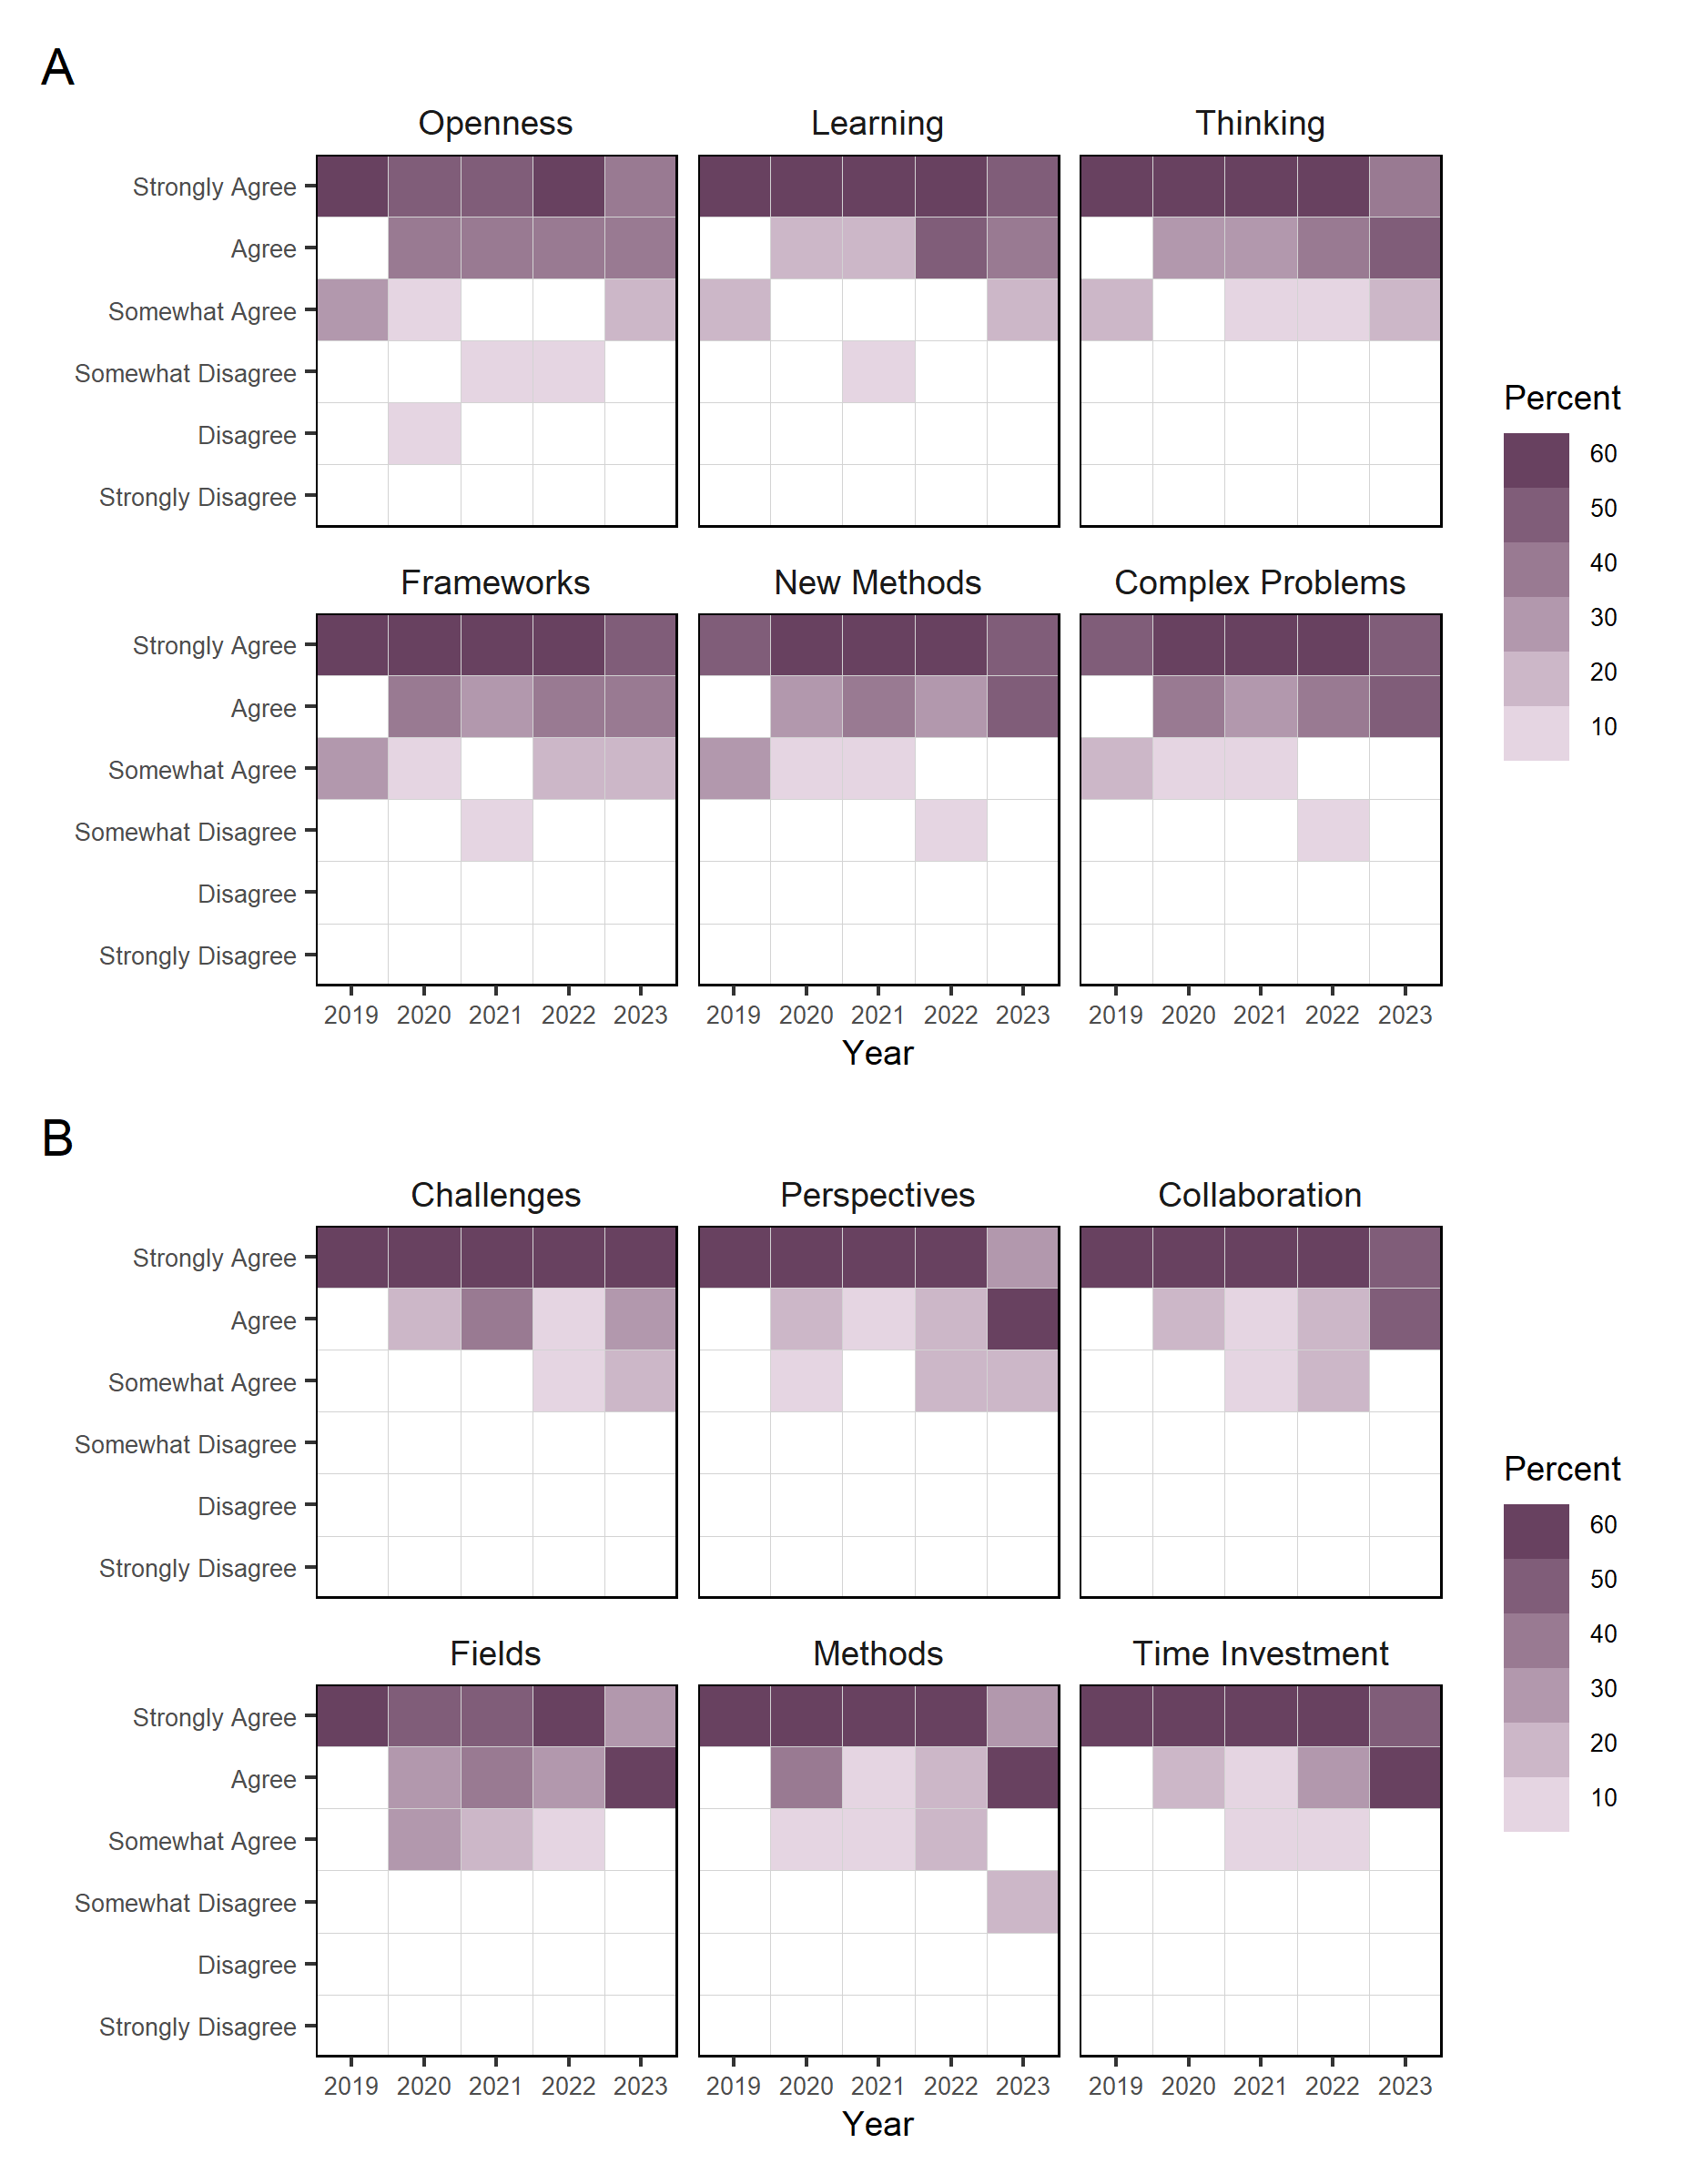 A
Openness Learning Thinking
Strongly Agree
Agree
Somewhat Agree
Somewhat Disagree
Disagree
Strongly Disagree
Frameworks New Methods Complex Problems
Strongly Agree
Agree
Somewhat Agree
Somewhat Disagree
Disagree
Strongly Disagree
2019 2020 2021 2022 2023 2019 2020 2021 2022 2023 2019 2020 2021 2022 2023
Year
Percent
60
50
40
30
20
10
B
Challenges Perspectives Collaboration
Strongly Agree
Agree
Somewhat Agree
Somewhat Disagree
Disagree
Strongly Disagree
Fields Methods Time Investment
Strongly Agree
Agree
Somewhat Agree
Somewhat Disagree
Disagree
Strongly Disagree
2019 2020 2021 2022 2023 2019 2020 2021 2022 2023 2019 2020 2021 2022 2023
Year
Percent
60
50
40
30
20
10